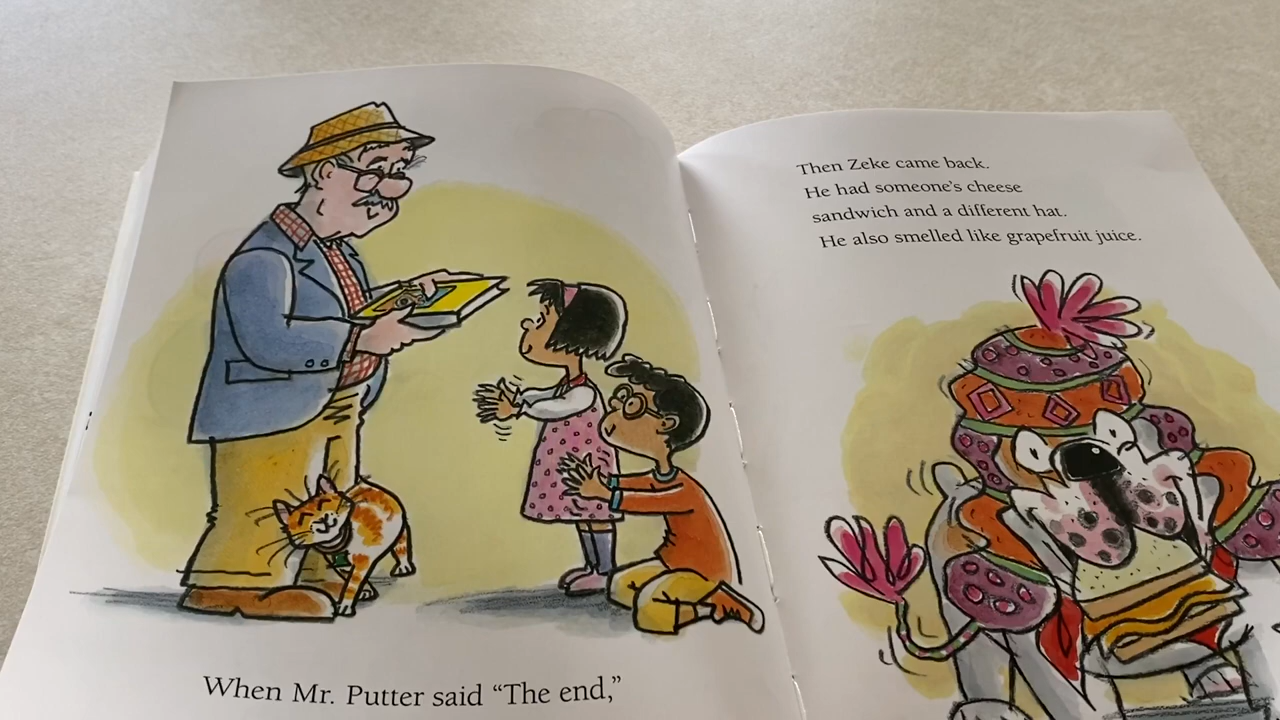 When Mr. Putter said “The end,”
Then Zeke came back.
He had someone's cheese
sandwich and a different hat.
He also smelled like grapefruit juice.